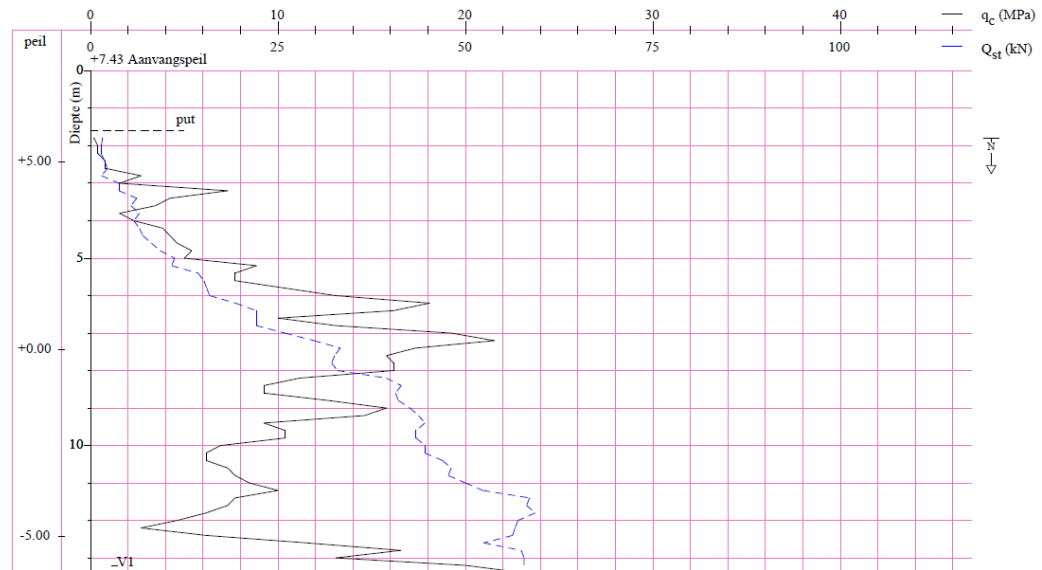 0 10 20 30 40 q_c (MPa)
peil 0 25 50 75 100 Q_st (kN)
+7.43 Aanvangspeil
0
Diepte (m)
put
N
+5.00
5
+0.00
10
-5.00
_V1